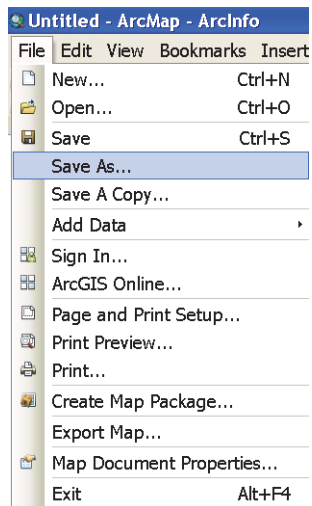 Untitled - ArcMap - ArcInfo
File Edit View Bookmarks Insert
New... Ctrl+N
Open... Ctrl+O
Save Ctrl+S
Save As...
Save A Copy...
Add Data
Sign In...
ArcGIS Online...
Page and Print Setup...
Print Preview...
Print...
Create Map Package...
Export Map...
Map Document Properties...
Exit Alt+F4